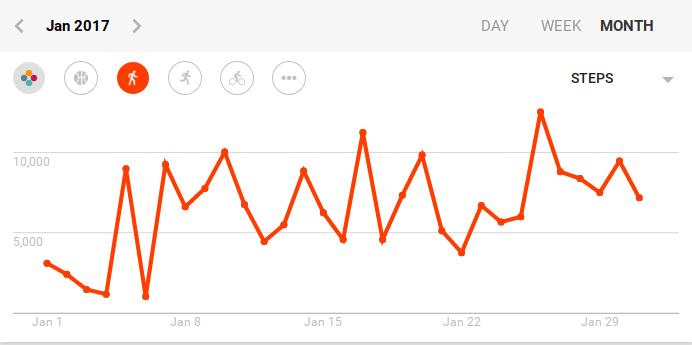 Jan 2017 DAY WEEK MONTH
STEPS
10,000
5,000
Jan 1 Jan 8 Jan 15 Jan 22 Jan 29